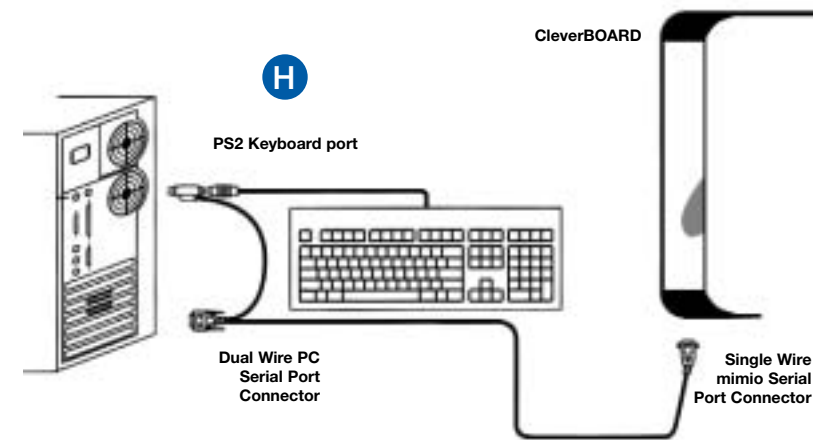 CleverBOARD
H
PS2 Keyboard port
Dual Wire PC
Serial Port
Connector
Single Wire
mimio Serial
Port Connector